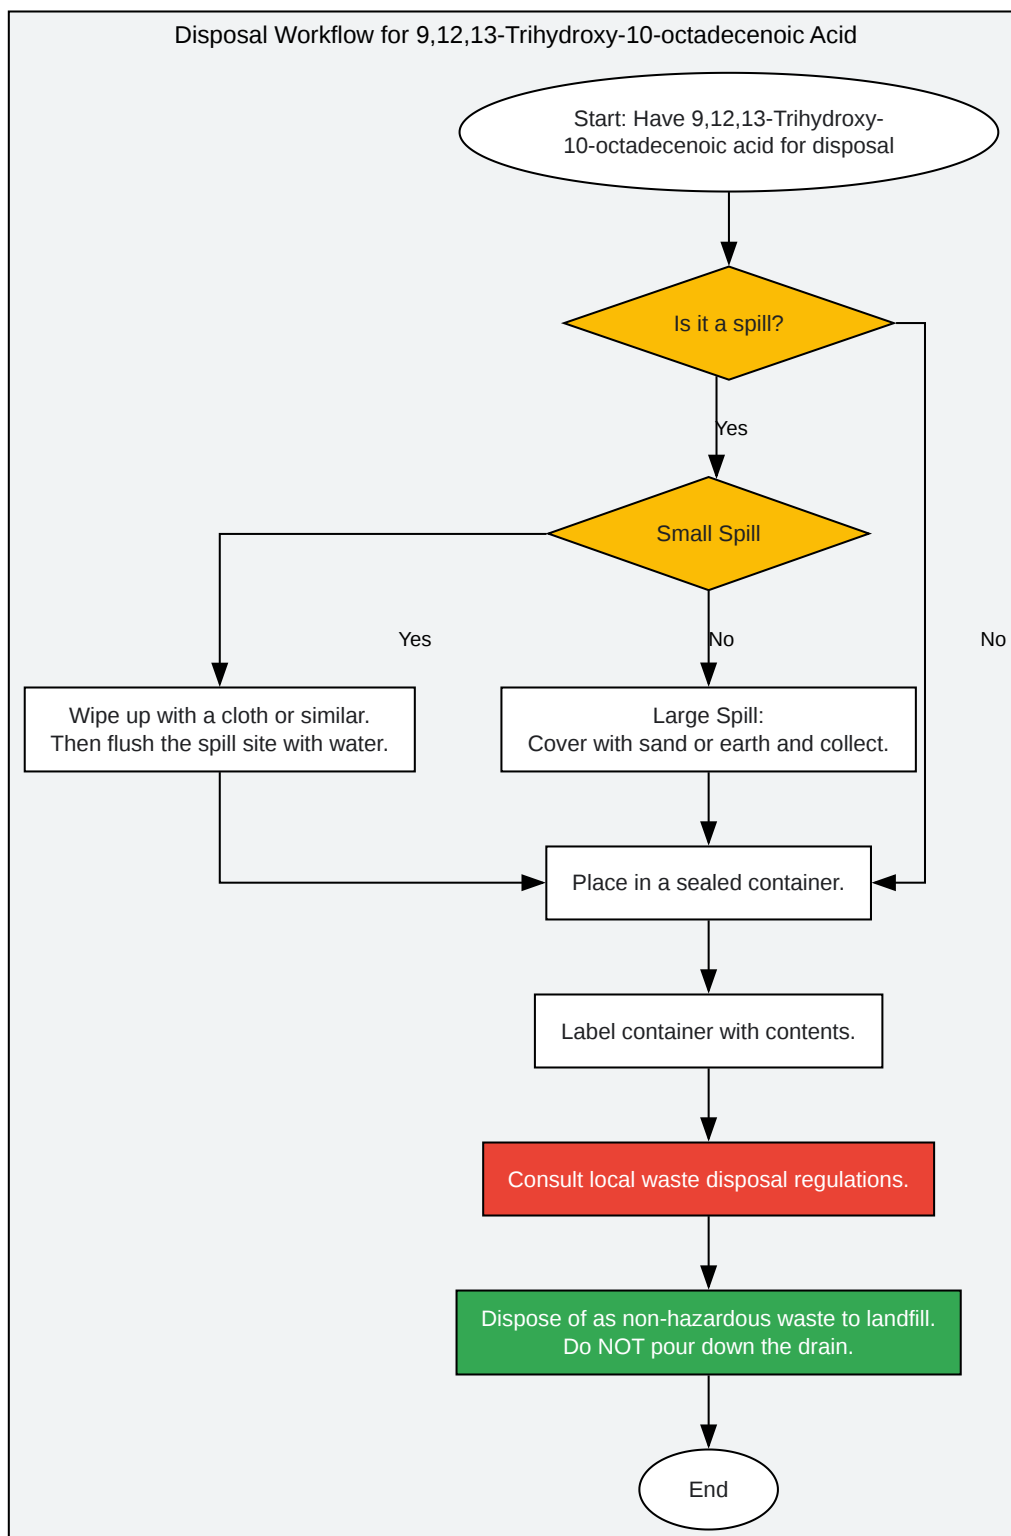 Disposal Workflow for 9,12,13-Trihydroxy-10-octadecenoic Acid
Start: Have 9,12,13-Trihydroxy-
10-octadecenoic acid for disposal
Is it a spill?
Yes
Small Spill
Yes
No
No
Wipe up with a cloth or similar.
Then flush the spill site with water.
Large Spill:
Cover with sand or earth and collect.
Place in a sealed container.
Label container with contents.
Consult local waste disposal regulations.
Dispose of as non-hazardous waste to landfill.
Do NOT pour down the drain.
End